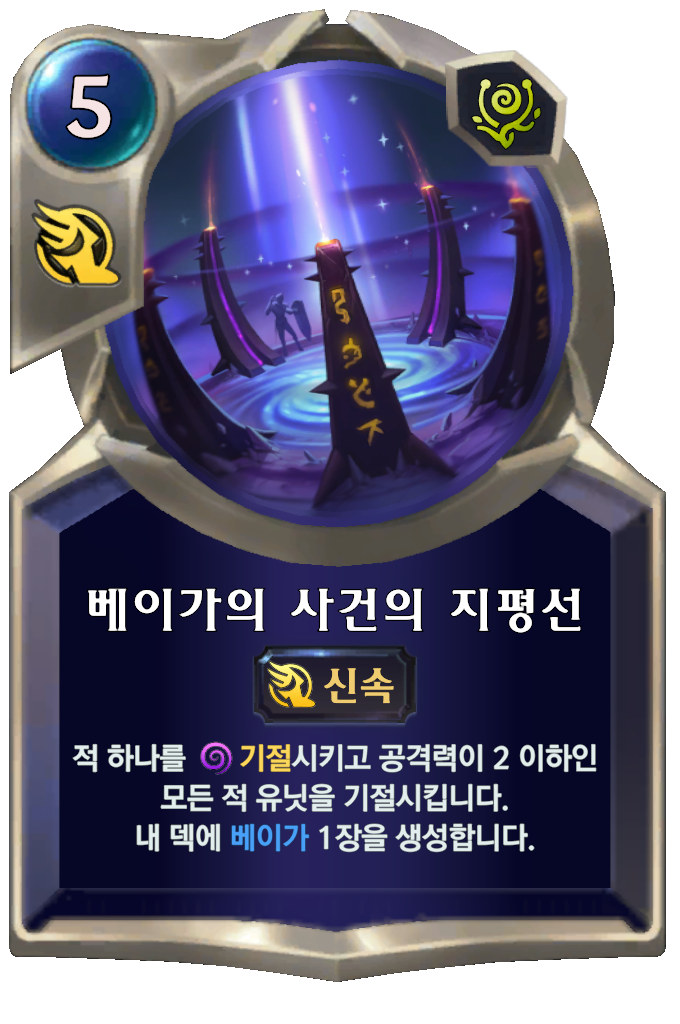 5
베이가의 사건의 지평선
신속
적 하나를 기절시키고 공격력이 2 이하인
모든 적 유닛을 기절시킵니다.
내 덱에 베이가 1장을 생성합니다.